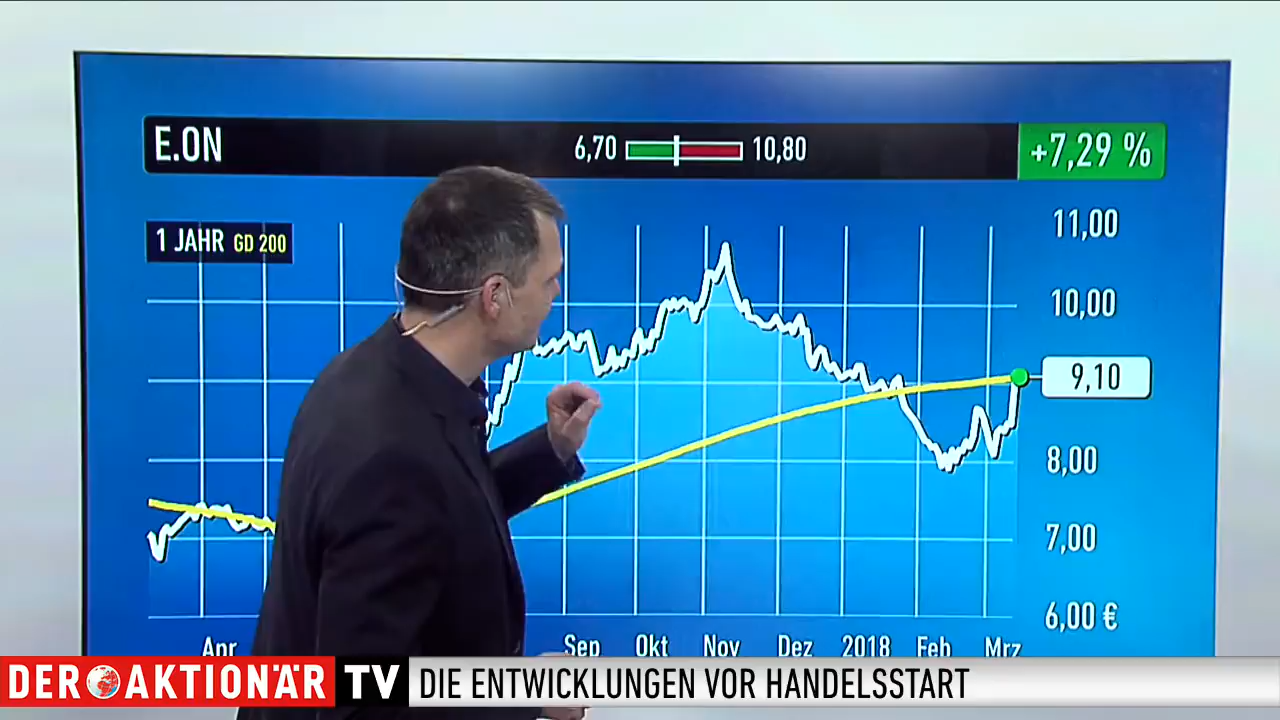 E.ON 6,70 10,80 +7,29 %
1 JAHR GD 200
11,00
10,00
9,10
8,00
7,00
6,00 €
Apr Sep Okt Nov Dez 2018 Feb Mrz
DER AKTIONÄR TV DIE ENTWICKLUNGEN VOR HANDELSSTART